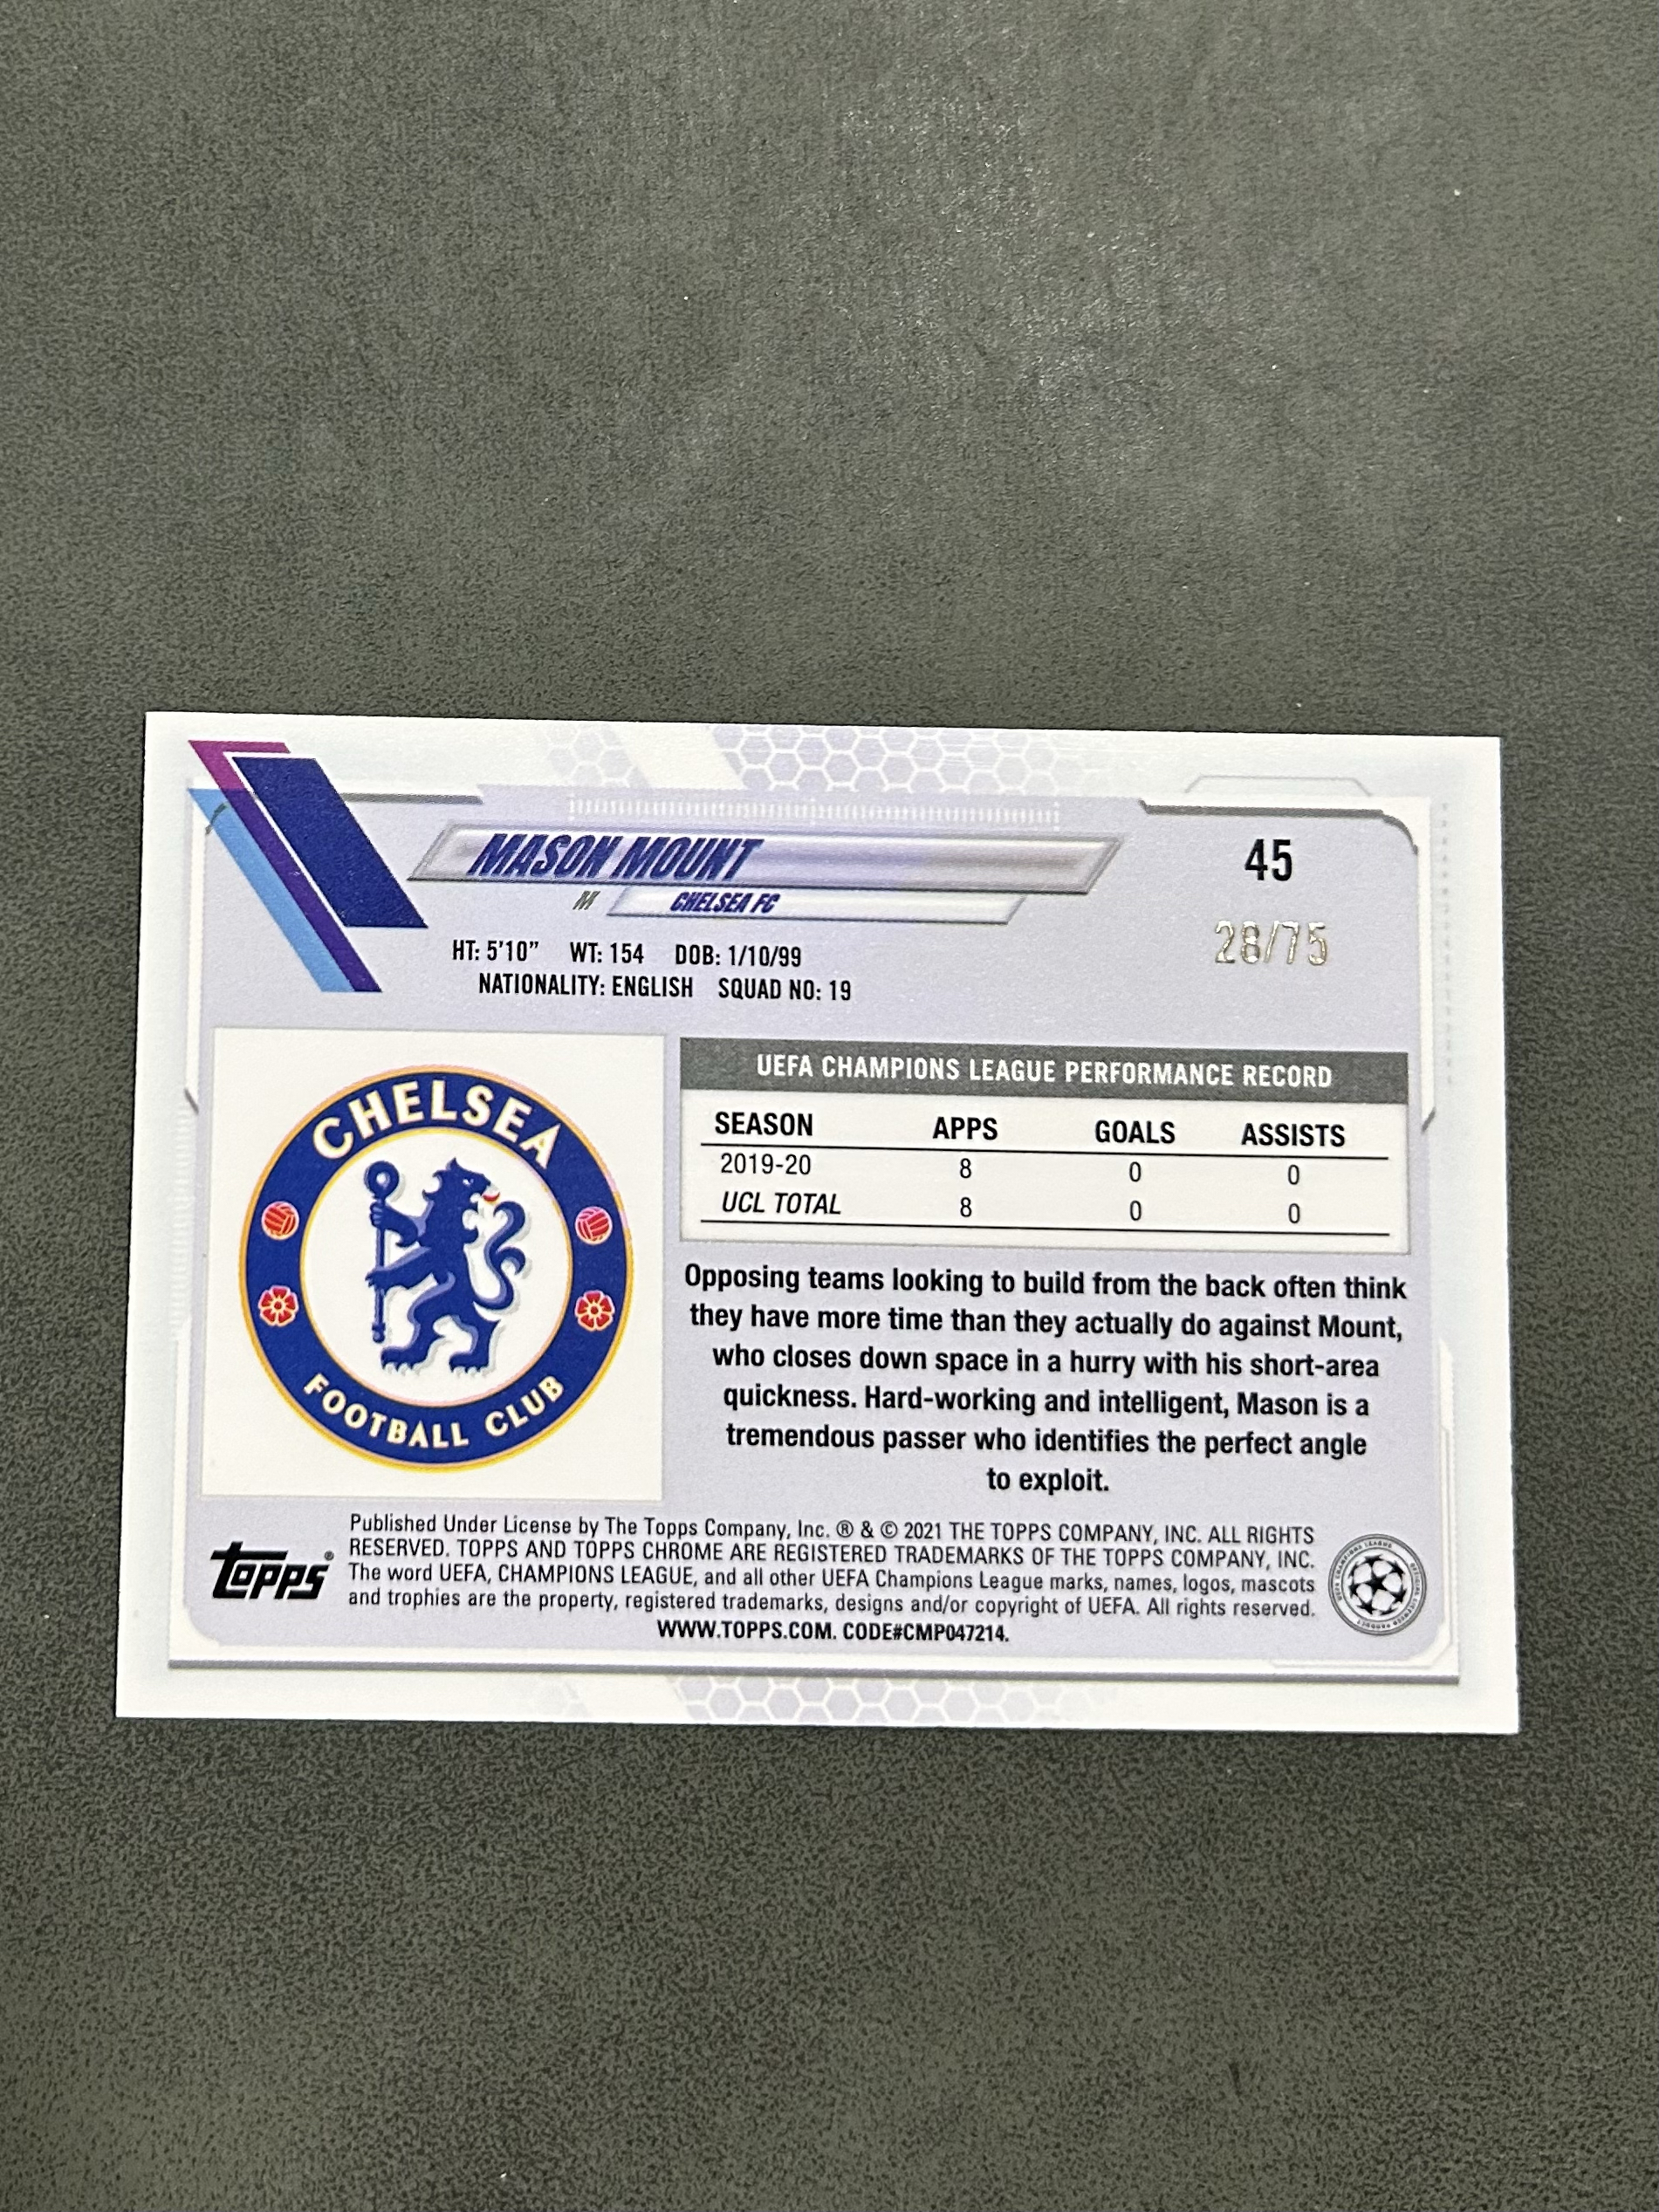 MASON MOUNT
45
M CHELSEA FC
28/75
HT: 5'10" WT: 154 DOB: 1/10/99
NATIONALITY: ENGLISH SQUAD NO: 19
CHELSEA
FOOTBALL CLUB
UEFA CHAMPIONS LEAGUE PERFORMANCE RECORD
SEASON APPS GOALS ASSISTS
2019-20 8 0 0
UCL TOTAL 8 0 0
Opposing teams looking to build from the back often think
they have more time than they actually do against Mount,
who closes down space in a hurry with his short-area
quickness. Hard-working and intelligent, Mason is a
tremendous passer who identifies the perfect angle
to exploit.
topps®
Published Under License by The Topps Company, Inc. ® & © 2021 THE TOPPS COMPANY, INC. ALL RIGHTS
RESERVED. TOPPS AND TOPPS CHROME ARE REGISTERED TRADEMARKS OF THE TOPPS COMPANY, INC.
The word UEFA, CHAMPIONS LEAGUE, and all other UEFA Champions League marks, names, logos, mascots
and trophies are the property, registered trademarks, designs and/or copyright of UEFA. All rights reserved.
WWW.TOPPS.COM. CODE#CMP047214.